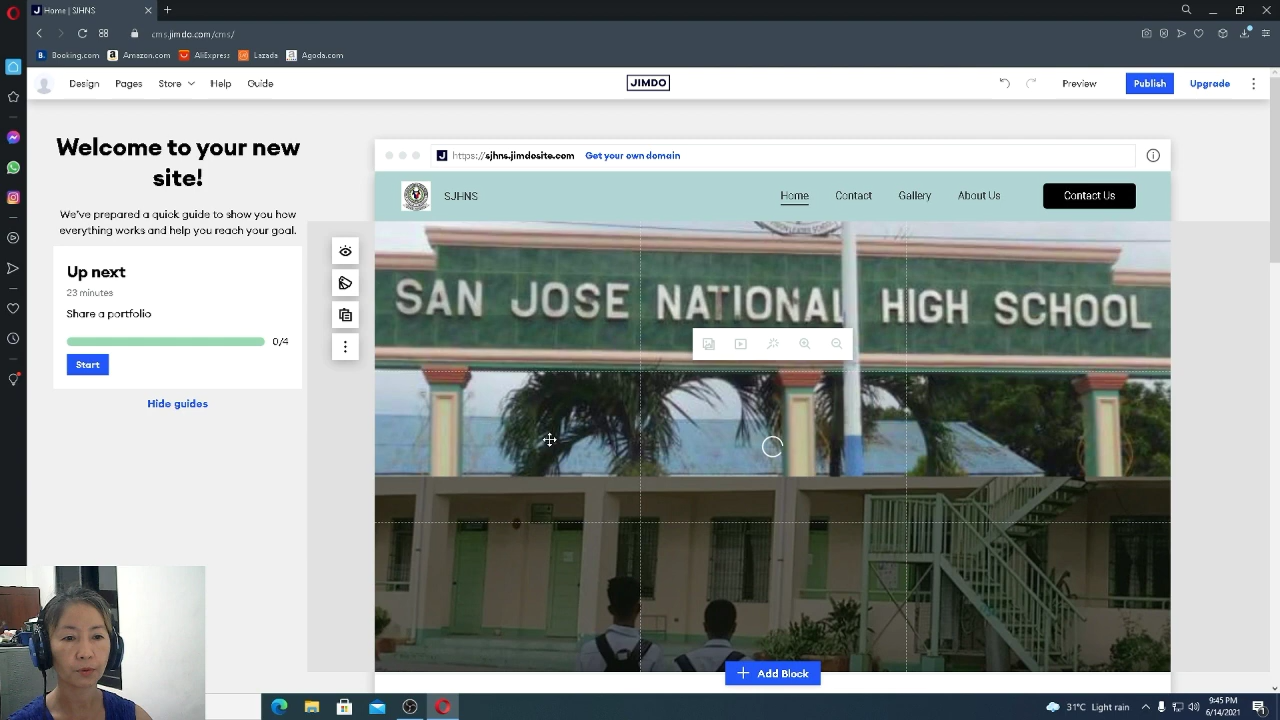 Home | SJHNS
cms.jimdo.com/cms/
Booking.com Amazon.com AliExpress Lazada Agoda.com
Design Pages Store Help Guide JIMDO Preview Publish Upgrade
Welcome to your new
site!
We've prepared a quick guide to show you how
everything works and help you reach your goal.
Up next
23 minutes
Share a portfolio
0/4
Start
Hide guides
https://sjhns.jimdosite.com Get your own domain
SJHNS Home Contact Gallery About Us Contact Us
SAN JOSE NATIONAL HIGH SCHOOL
Add Block
31°C Light rain
9:45 PM
6/14/2021